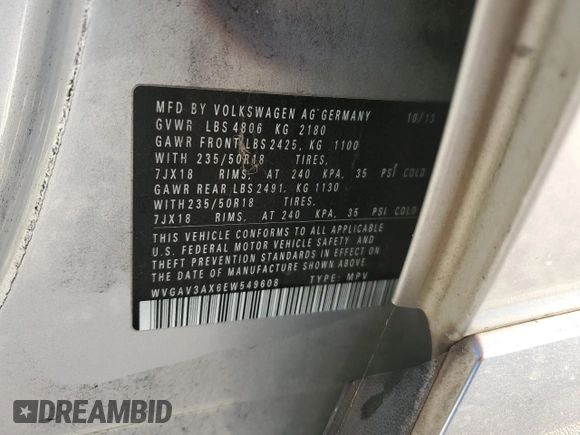 MFD BY VOLKSWAGEN AG GERMANY 10/13
GVWR LBS 4806 KG 2180
GAWR FRONT LBS 2425, KG 1100
WITH 235/50R18 TIRES,
7JX18 RIMS, AT 240 KPA, 35 PSI COLD
GAWR REAR LBS 2491, KG 1130
WITH 235/50R18 TIRES,
7JX18 RIMS, AT 240 KPA, 35 PSI COLD
THIS VEHICLE CONFORMS TO ALL APPLICABLE
U.S. FEDERAL MOTOR VEHICLE SAFETY AND
THEFT PREVENTION STANDARDS IN EFFECT ON
THE DATE OF MANUFACTURE SHOWN ABOVE.
WVGAV3AX6EW549608 TYPE: MPV
DREAMBID